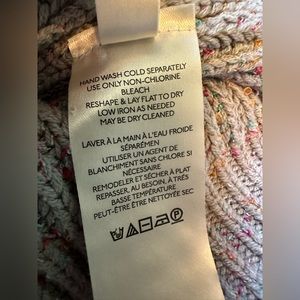 HAND WASH COLD SEPARATELY
USE ONLY NON-CHLORINE
BLEACH
RESHAPE & LAY FLAT TO DRY
LOW IRON AS NEEDED
MAY BE DRY CLEANED
LAVER À LA MAIN À L'EAU FROIDE
SÉPARÉMEN
UTILISER UN AGENT DE
BLANCHIMENT SANS CHLORE SI
NÉCESSAIRE
REMODELER ET SÉCHER À PLAT
REPASSER, AU BESOIN, À TRÈS
BASSE TEMPÉRATURE
PEUT-ÊTRE ÊTRE NETTOYÉE SEC